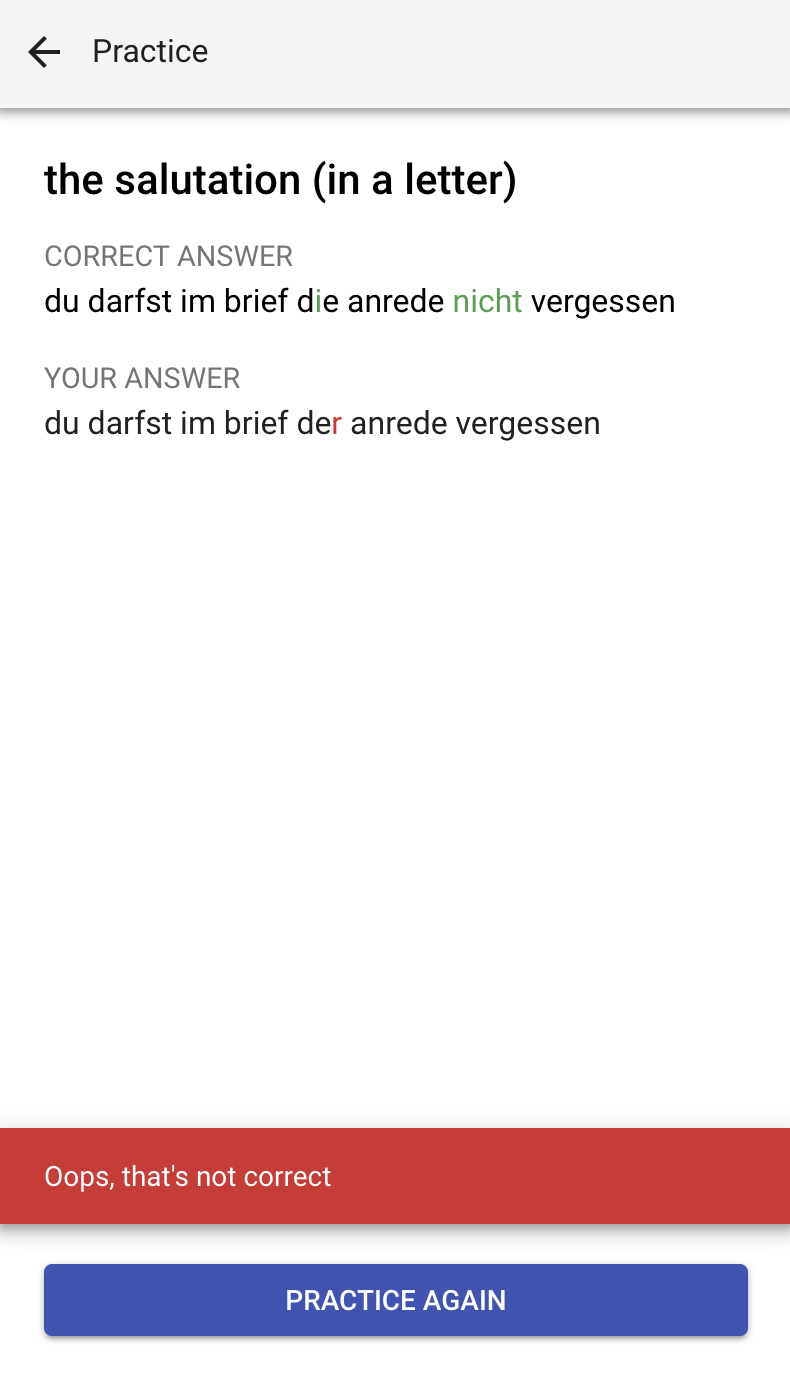 Practice
the salutation (in a letter)
CORRECT ANSWER
du darfst im brief die anrede nicht vergessen
YOUR ANSWER
du darfst im brief der anrede vergessen
Oops, that's not correct
PRACTICE AGAIN